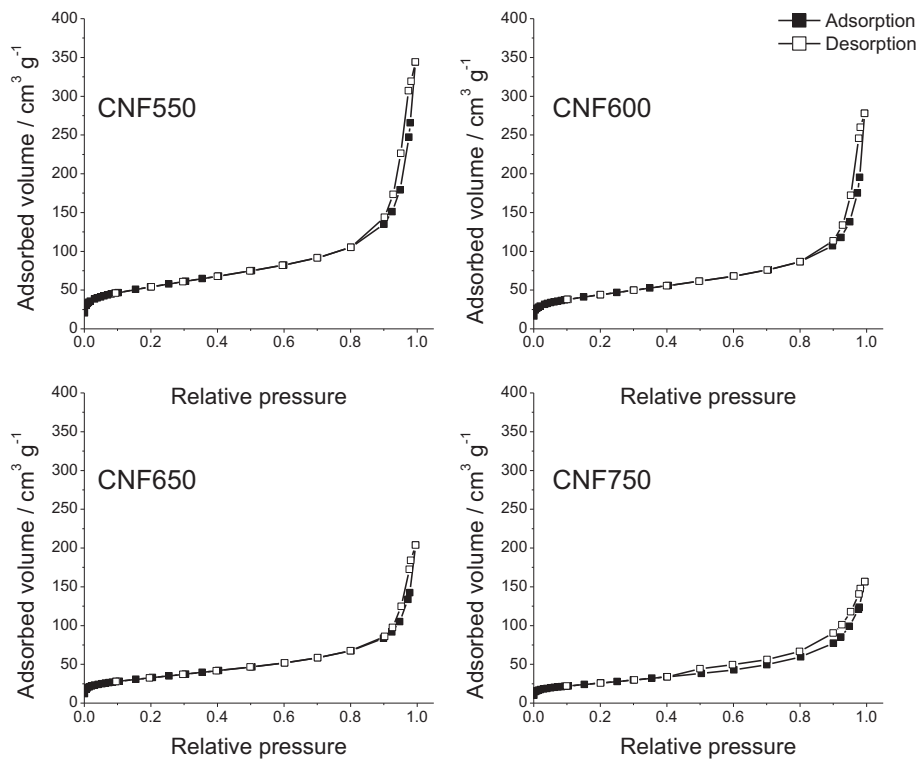 Adsorption
Desorption
CNF550
Adsorbed volume / cm³ g⁻¹
400
350
300
250
200
150
100
50
0
0.0 0.2 0.4 0.6 0.8 1.0
Relative pressure
CNF600
Adsorbed volume / cm³ g⁻¹
400
350
300
250
200
150
100
50
0
0.0 0.2 0.4 0.6 0.8 1.0
Relative pressure
CNF650
Adsorbed volume / cm³ g⁻¹
400
350
300
250
200
150
100
50
0
0.0 0.2 0.4 0.6 0.8 1.0
Relative pressure
CNF750
Adsorbed volume / cm³ g⁻¹
400
350
300
250
200
150
100
50
0
0.0 0.2 0.4 0.6 0.8 1.0
Relative pressure